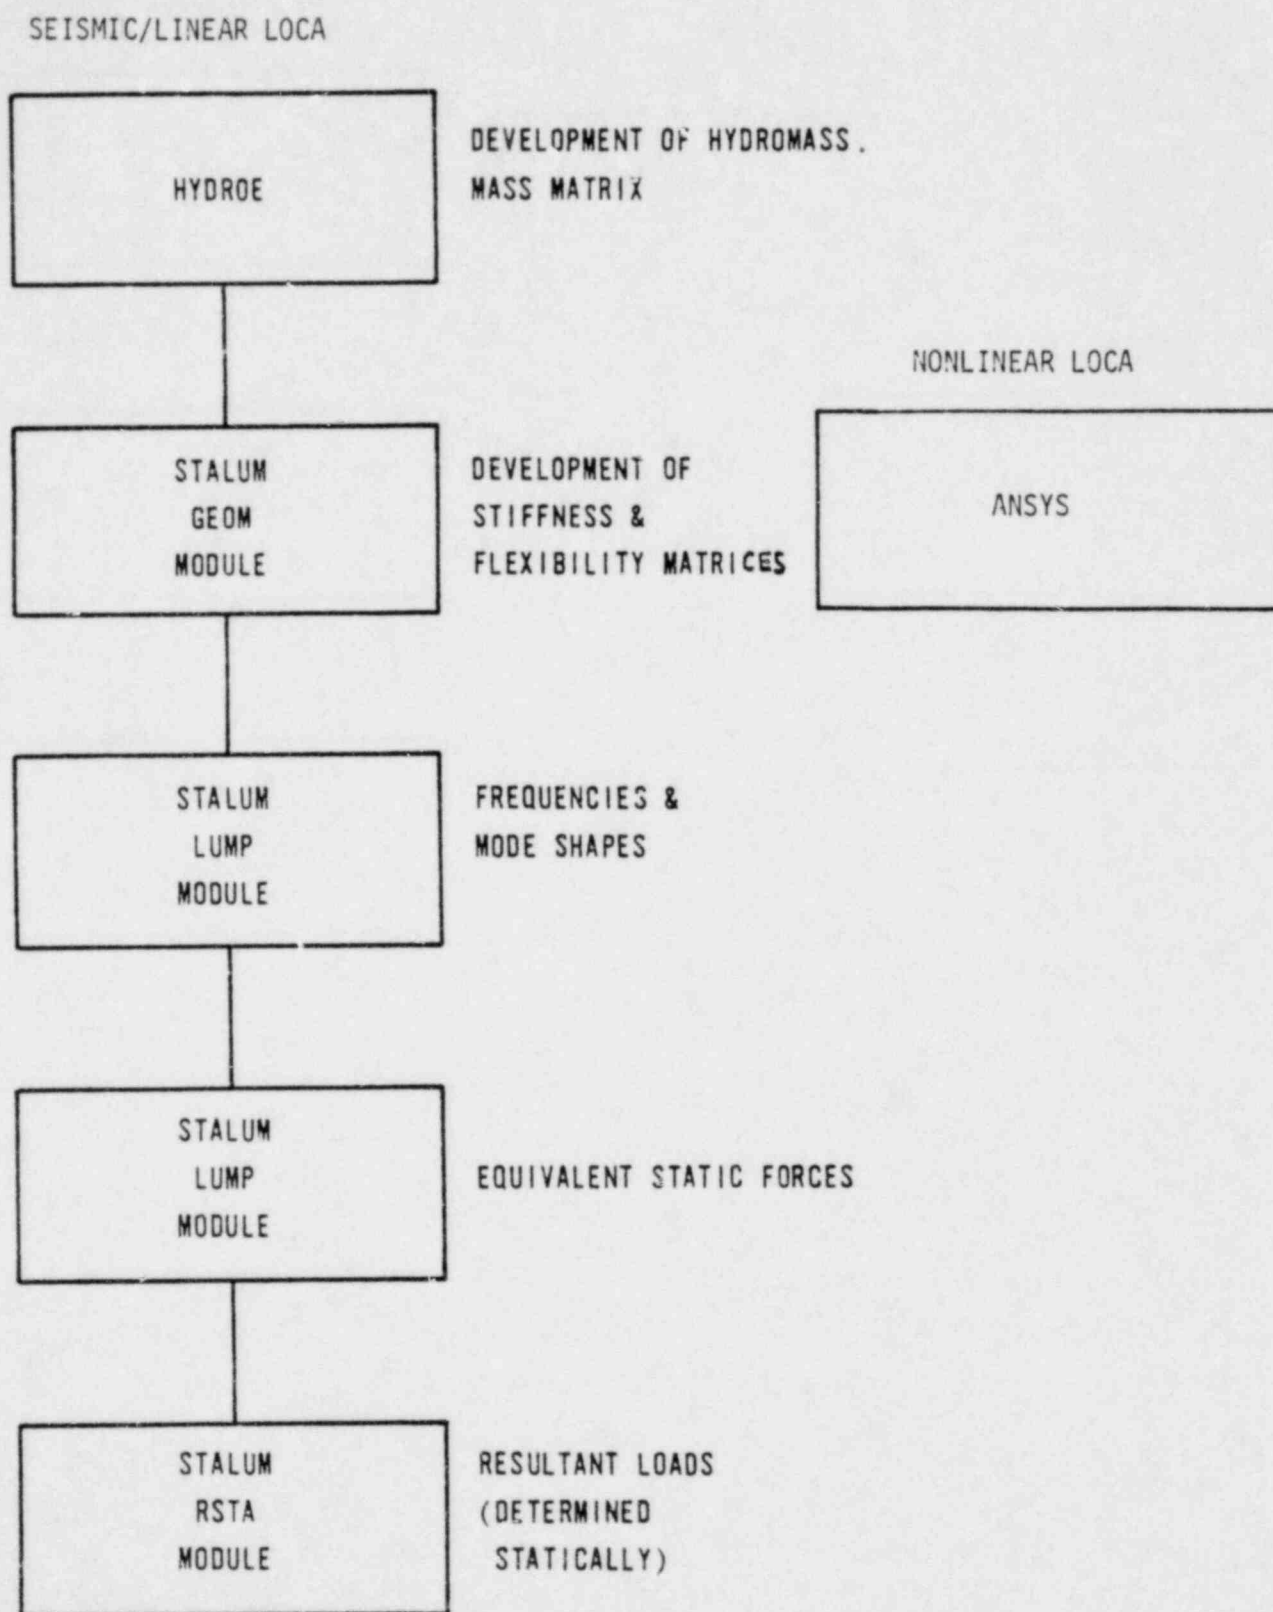 SEISMIC/LINEAR LOCA
HYDROE
DEVELOPMENT OF HYDROMASS.
MASS MATRIX
NONLINEAR LOCA
STALUM
GEOM
MODULE
DEVELOPMENT OF
STIFFNESS &
FLEXIBILITY MATRICES
ANSYS
STALUM
LUMP
MODULE
FREQUENCIES &
MODE SHAPES
STALUM
LUMP
MODULE
EQUIVALENT STATIC FORCES
STALUM
RSTA
MODULE
RESULTANT LOADS
(DETERMINED
STATICALLY)